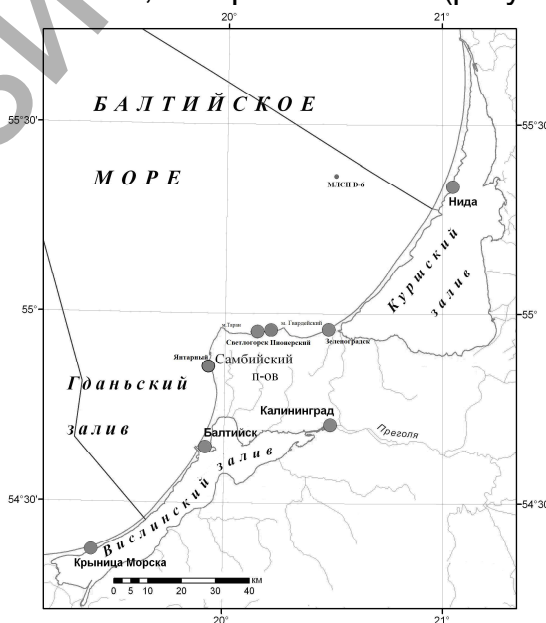 20° 21°
БАЛТИЙСКОЕ
55°30' 55°30'
МОРЕ
МЛСП D-6
Нида
Куршский
залив
55° 55°
м.Таран
м. Гвардейский
Светлогорск Пионерский Зеленоградск
Янтарный
Самбийский
п-ов
Гданьский
залив
Калининград
Преголя
Балтийск
Вислинский залив
54°30' 54°30'
Крыница Морска
0 5 10 20 30 40 км
20° 21°